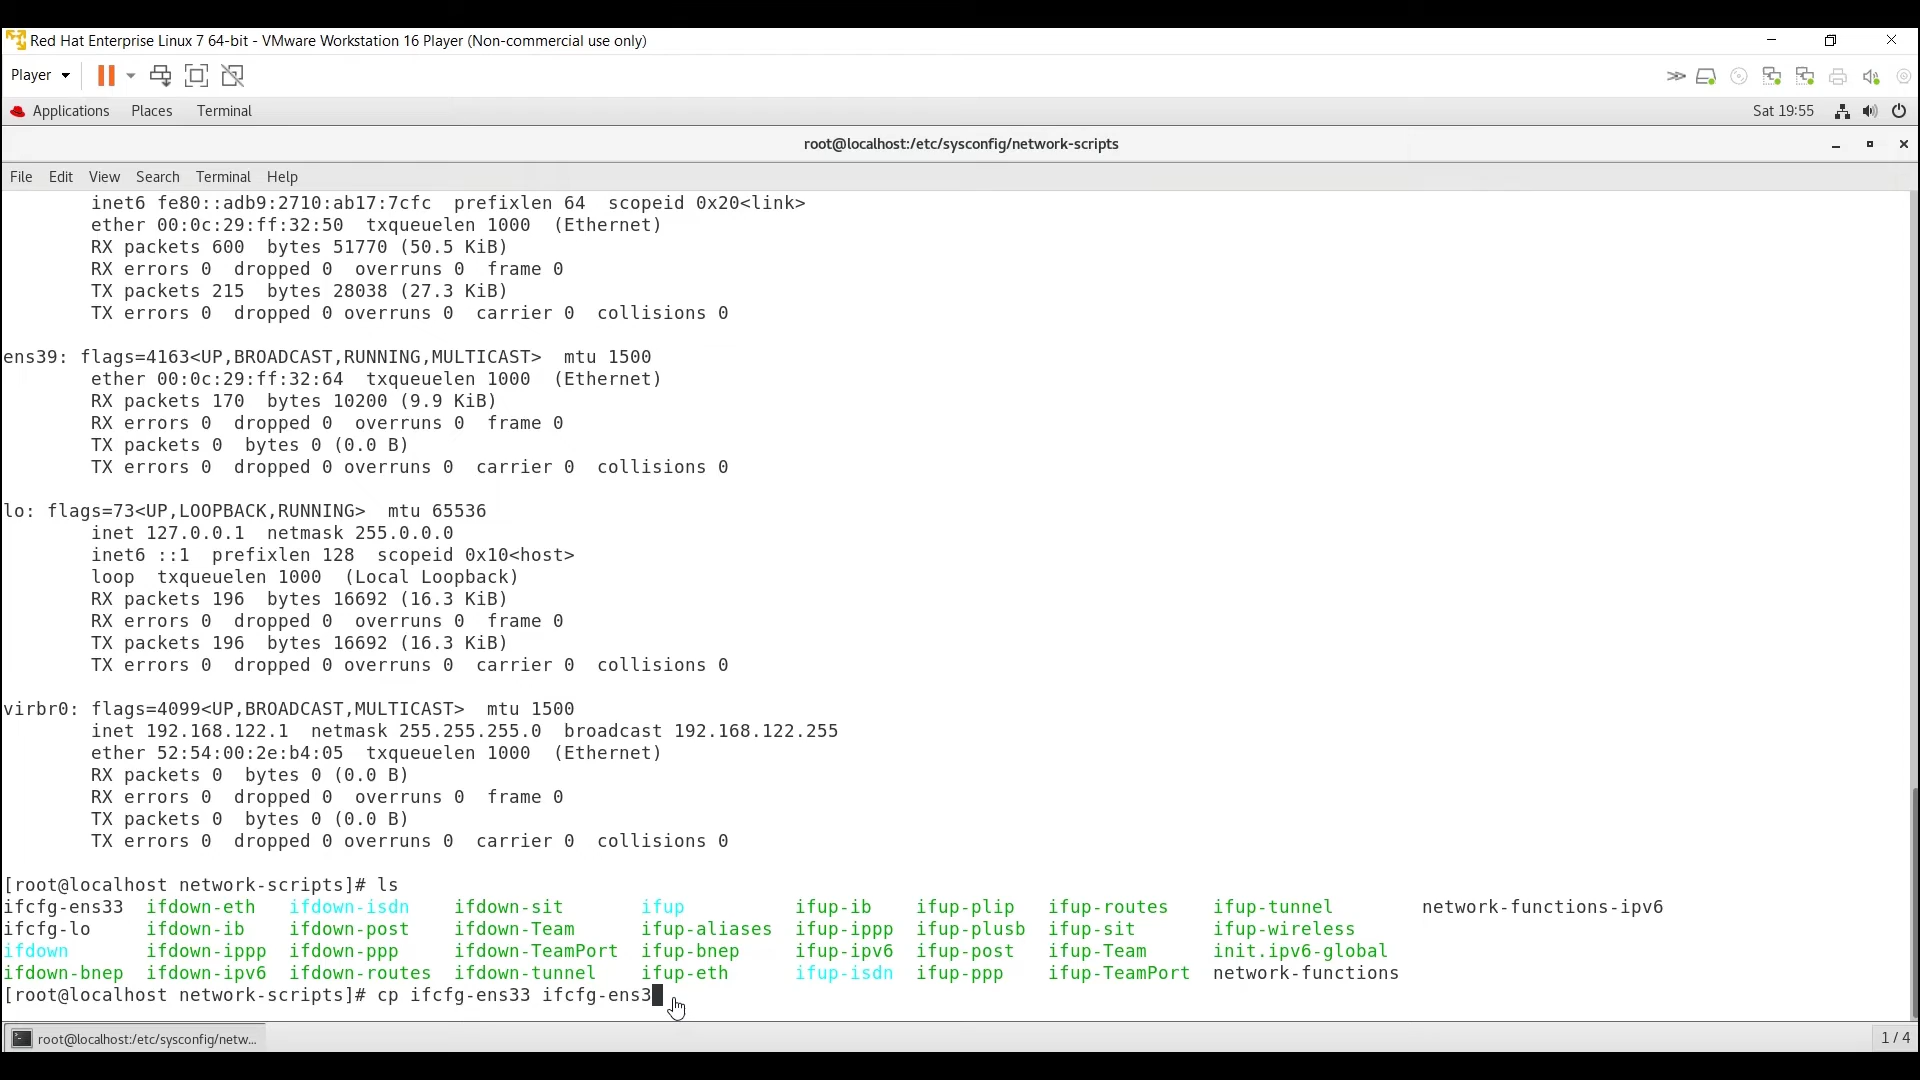 Red Hat Enterprise Linux 7 64-bit - VMware Workstation 16 Player (Non-commercial use only)
Player
Applications Places Terminal Sat 19:55
root@localhost:/etc/sysconfig/network-scripts
File Edit View Search Terminal Help
inet6 fe80::adb9:2710:ab17:7cfc  prefixlen 64  scopeid 0x20<link>
ether 00:0c:29:ff:32:50  txqueuelen 1000  (Ethernet)
RX packets 600  bytes 51770 (50.5 KiB)
RX errors 0  dropped 0  overruns 0  frame 0
TX packets 215  bytes 28038 (27.3 KiB)
TX errors 0  dropped 0 overruns 0  carrier 0  collisions 0
ens39: flags=4163<UP,BROADCAST,RUNNING,MULTICAST>  mtu 1500
ether 00:0c:29:ff:32:64  txqueuelen 1000  (Ethernet)
RX packets 170  bytes 10200 (9.9 KiB)
RX errors 0  dropped 0  overruns 0  frame 0
TX packets 0  bytes 0 (0.0 B)
TX errors 0  dropped 0 overruns 0  carrier 0  collisions 0
lo: flags=73<UP,LOOPBACK,RUNNING>  mtu 65536
inet 127.0.0.1  netmask 255.0.0.0
inet6 ::1  prefixlen 128  scopeid 0x10<host>
loop  txqueuelen 1000  (Local Loopback)
RX packets 196  bytes 16692 (16.3 KiB)
RX errors 0  dropped 0  overruns 0  frame 0
TX packets 196  bytes 16692 (16.3 KiB)
TX errors 0  dropped 0 overruns 0  carrier 0  collisions 0
virbr0: flags=4099<UP,BROADCAST,MULTICAST>  mtu 1500
inet 192.168.122.1  netmask 255.255.255.0  broadcast 192.168.122.255
ether 52:54:00:2e:b4:05  txqueuelen 1000  (Ethernet)
RX packets 0  bytes 0 (0.0 B)
RX errors 0  dropped 0  overruns 0  frame 0
TX packets 0  bytes 0 (0.0 B)
TX errors 0  dropped 0 overruns 0  carrier 0  collisions 0
[root@localhost network-scripts]# ls
ifcfg-ens33  ifdown-eth  ifdown-isdn  ifdown-sit  ifup  ifup-ib  ifup-plip  ifup-routes  ifup-tunnel  network-functions-ipv6
ifcfg-lo  ifdown-ib  ifdown-post  ifdown-Team  ifup-aliases  ifup-ippp  ifup-plusb  ifup-sit  ifup-wireless
ifdown  ifdown-ippp  ifdown-ppp  ifdown-TeamPort  ifup-bnep  ifup-ipv6  ifup-post  ifup-Team  init.ipv6-global
ifdown-bnep  ifdown-ipv6  ifdown-routes  ifdown-tunnel  ifup-eth  ifup-isdn  ifup-ppp  ifup-TeamPort  network-functions
[root@localhost network-scripts]# cp ifcfg-ens33 ifcfg-ens3
root@localhost:/etc/sysconfig/netw... 1 / 4